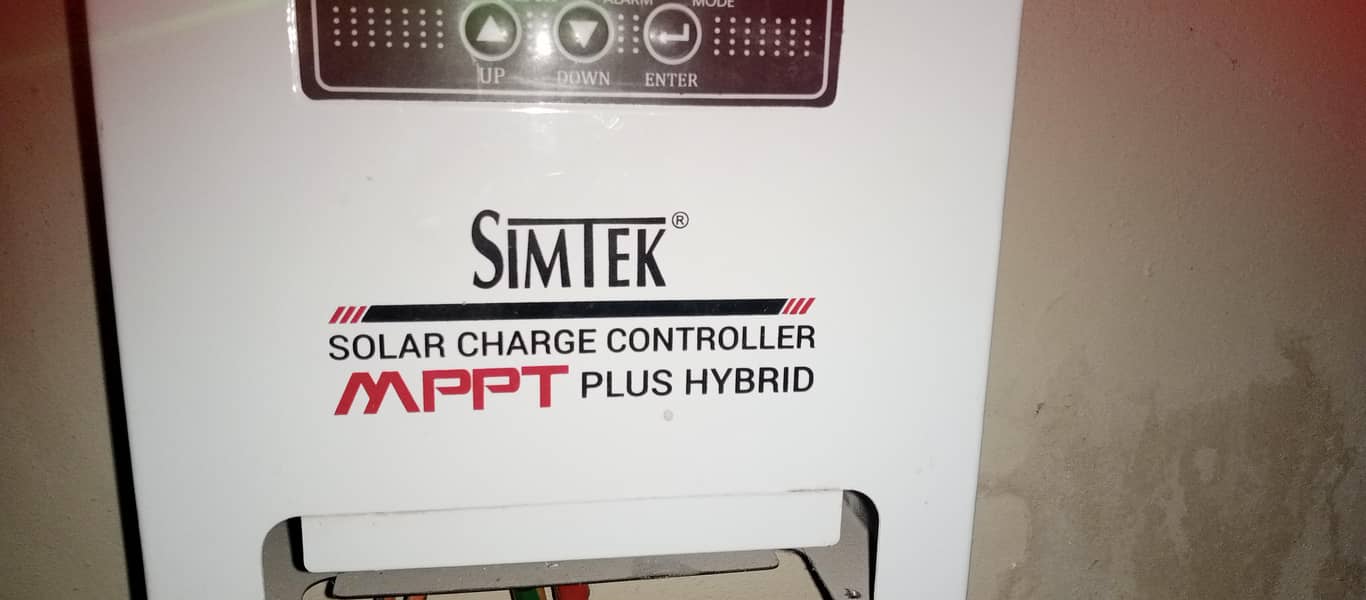 ALARM MODE
UP DOWN ENTER
SIMTEK®
SOLAR CHARGE CONTROLLER
MPPT PLUS HYBRID